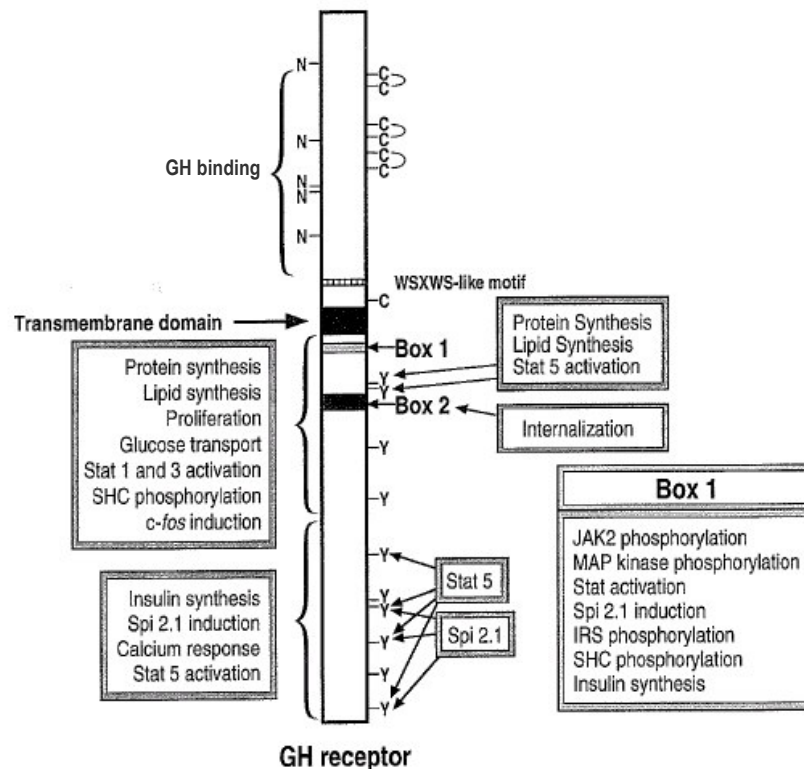 N
C
C
GH binding
N
C
C
C
C
N
N
N
WSXWS-like motif
C
Transmembrane domain
Box 1
Protein Synthesis
Lipid Synthesis
Stat 5 activation
Y
Y
Box 2
Internalization
Protein synthesis
Lipid synthesis
Proliferation
Glucose transport
Stat 1 and 3 activation
SHC phosphorylation
c-fos induction
Y
Y
Box 1
JAK2 phosphorylation
MAP kinase phosphorylation
Stat activation
Spi 2.1 induction
IRS phosphorylation
SHC phosphorylation
Insulin synthesis
Insulin synthesis
Spi 2.1 induction
Calcium response
Stat 5 activation
Y
Y
Y
Y
Y
Y
Stat 5
Spi 2.1
GH receptor